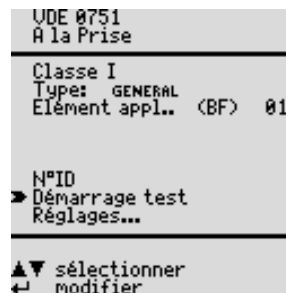 VDE 0751
A la Prise
Classe I
Type: GENERAL
Elément appl.. (BF) 01
N°ID
Démarrage test
Réglages...
▲▼ sélectionner
↵ modifier